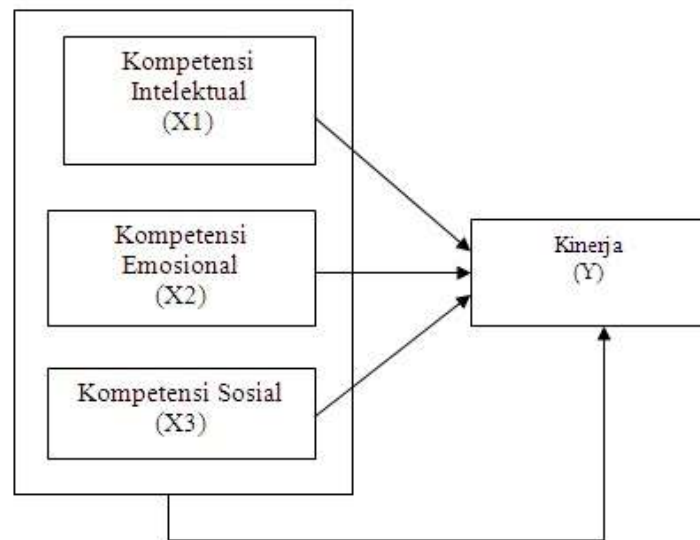 Kompetensi
Intelektual
(X1)
Kompetensi
Emosional
(X2)
Kompetensi Sosial
(X3)
Kinerja
(Y)